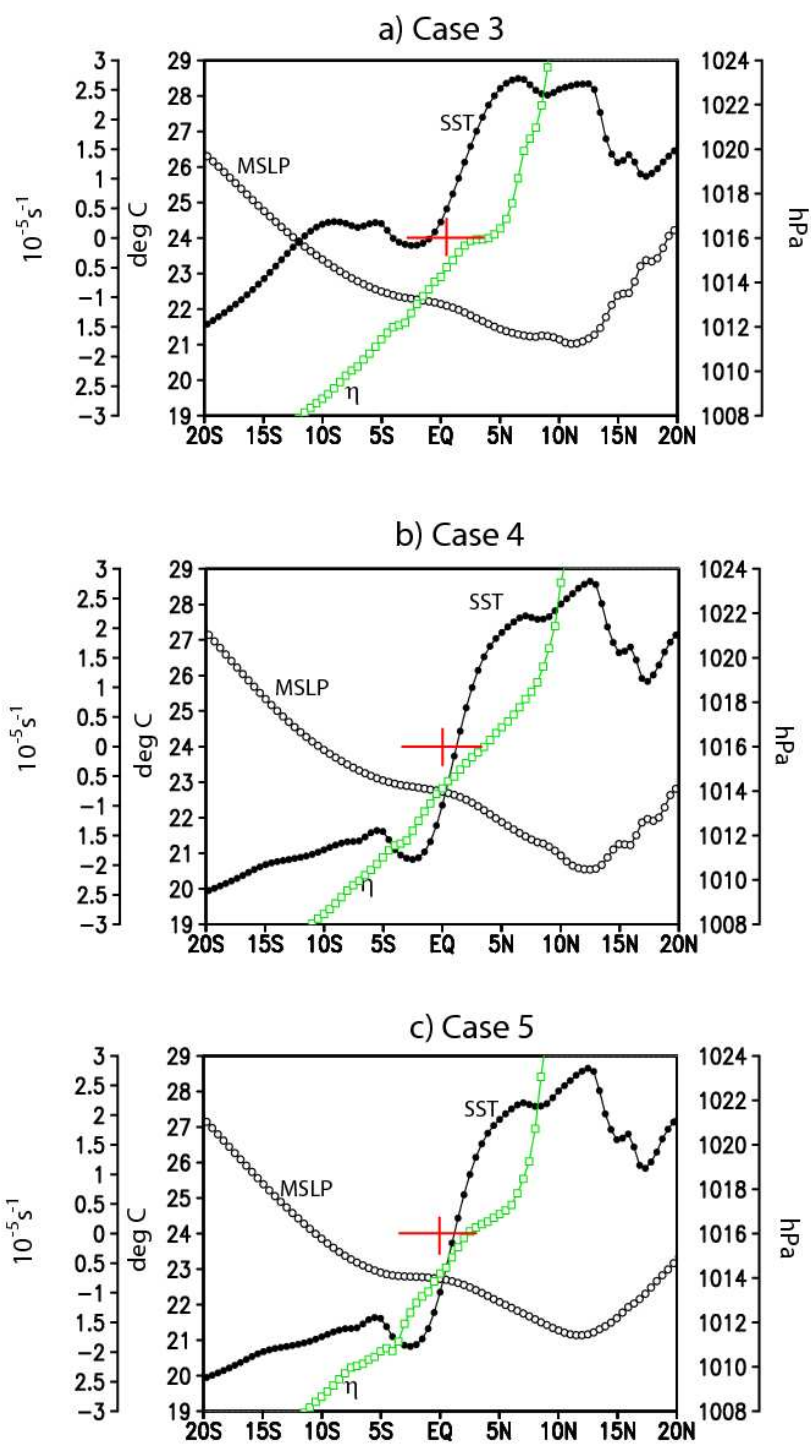 a) Case 3
3 29 1024
2.5 28 1022
2 27
1.5 26 1020
1 25 1018
0.5
0 24 1016
0.5 23 1014
-1 22
1.5 1012
-2 21
2.5 20 1010
-3 19 1008
10⁻⁵s⁻¹
deg C
hPa
SST
MSLP
η
20S 15S 10S 5S EQ 5N 10N 15N 20N
b) Case 4
3 29 1024
2.5 28 1022
2 27
1.5 26 1020
1 25 1018
0.5
0 24 1016
0.5 23 1014
-1 22
1.5 1012
-2 21
2.5 20 1010
-3 19 1008
10⁻⁵s⁻¹
deg C
hPa
SST
MSLP
η
20S 15S 10S 5S EQ 5N 10N 15N 20N
c) Case 5
3 29 1024
2.5 28 1022
2 27
1.5 26 1020
1 25 1018
0.5
0 24 1016
0.5 23 1014
-1 22
1.5 1012
-2 21
2.5 20 1010
-3 19 1008
10⁻⁵s⁻¹
deg C
hPa
SST
MSLP
η
20S 15S 10S 5S EQ 5N 10N 15N 20N